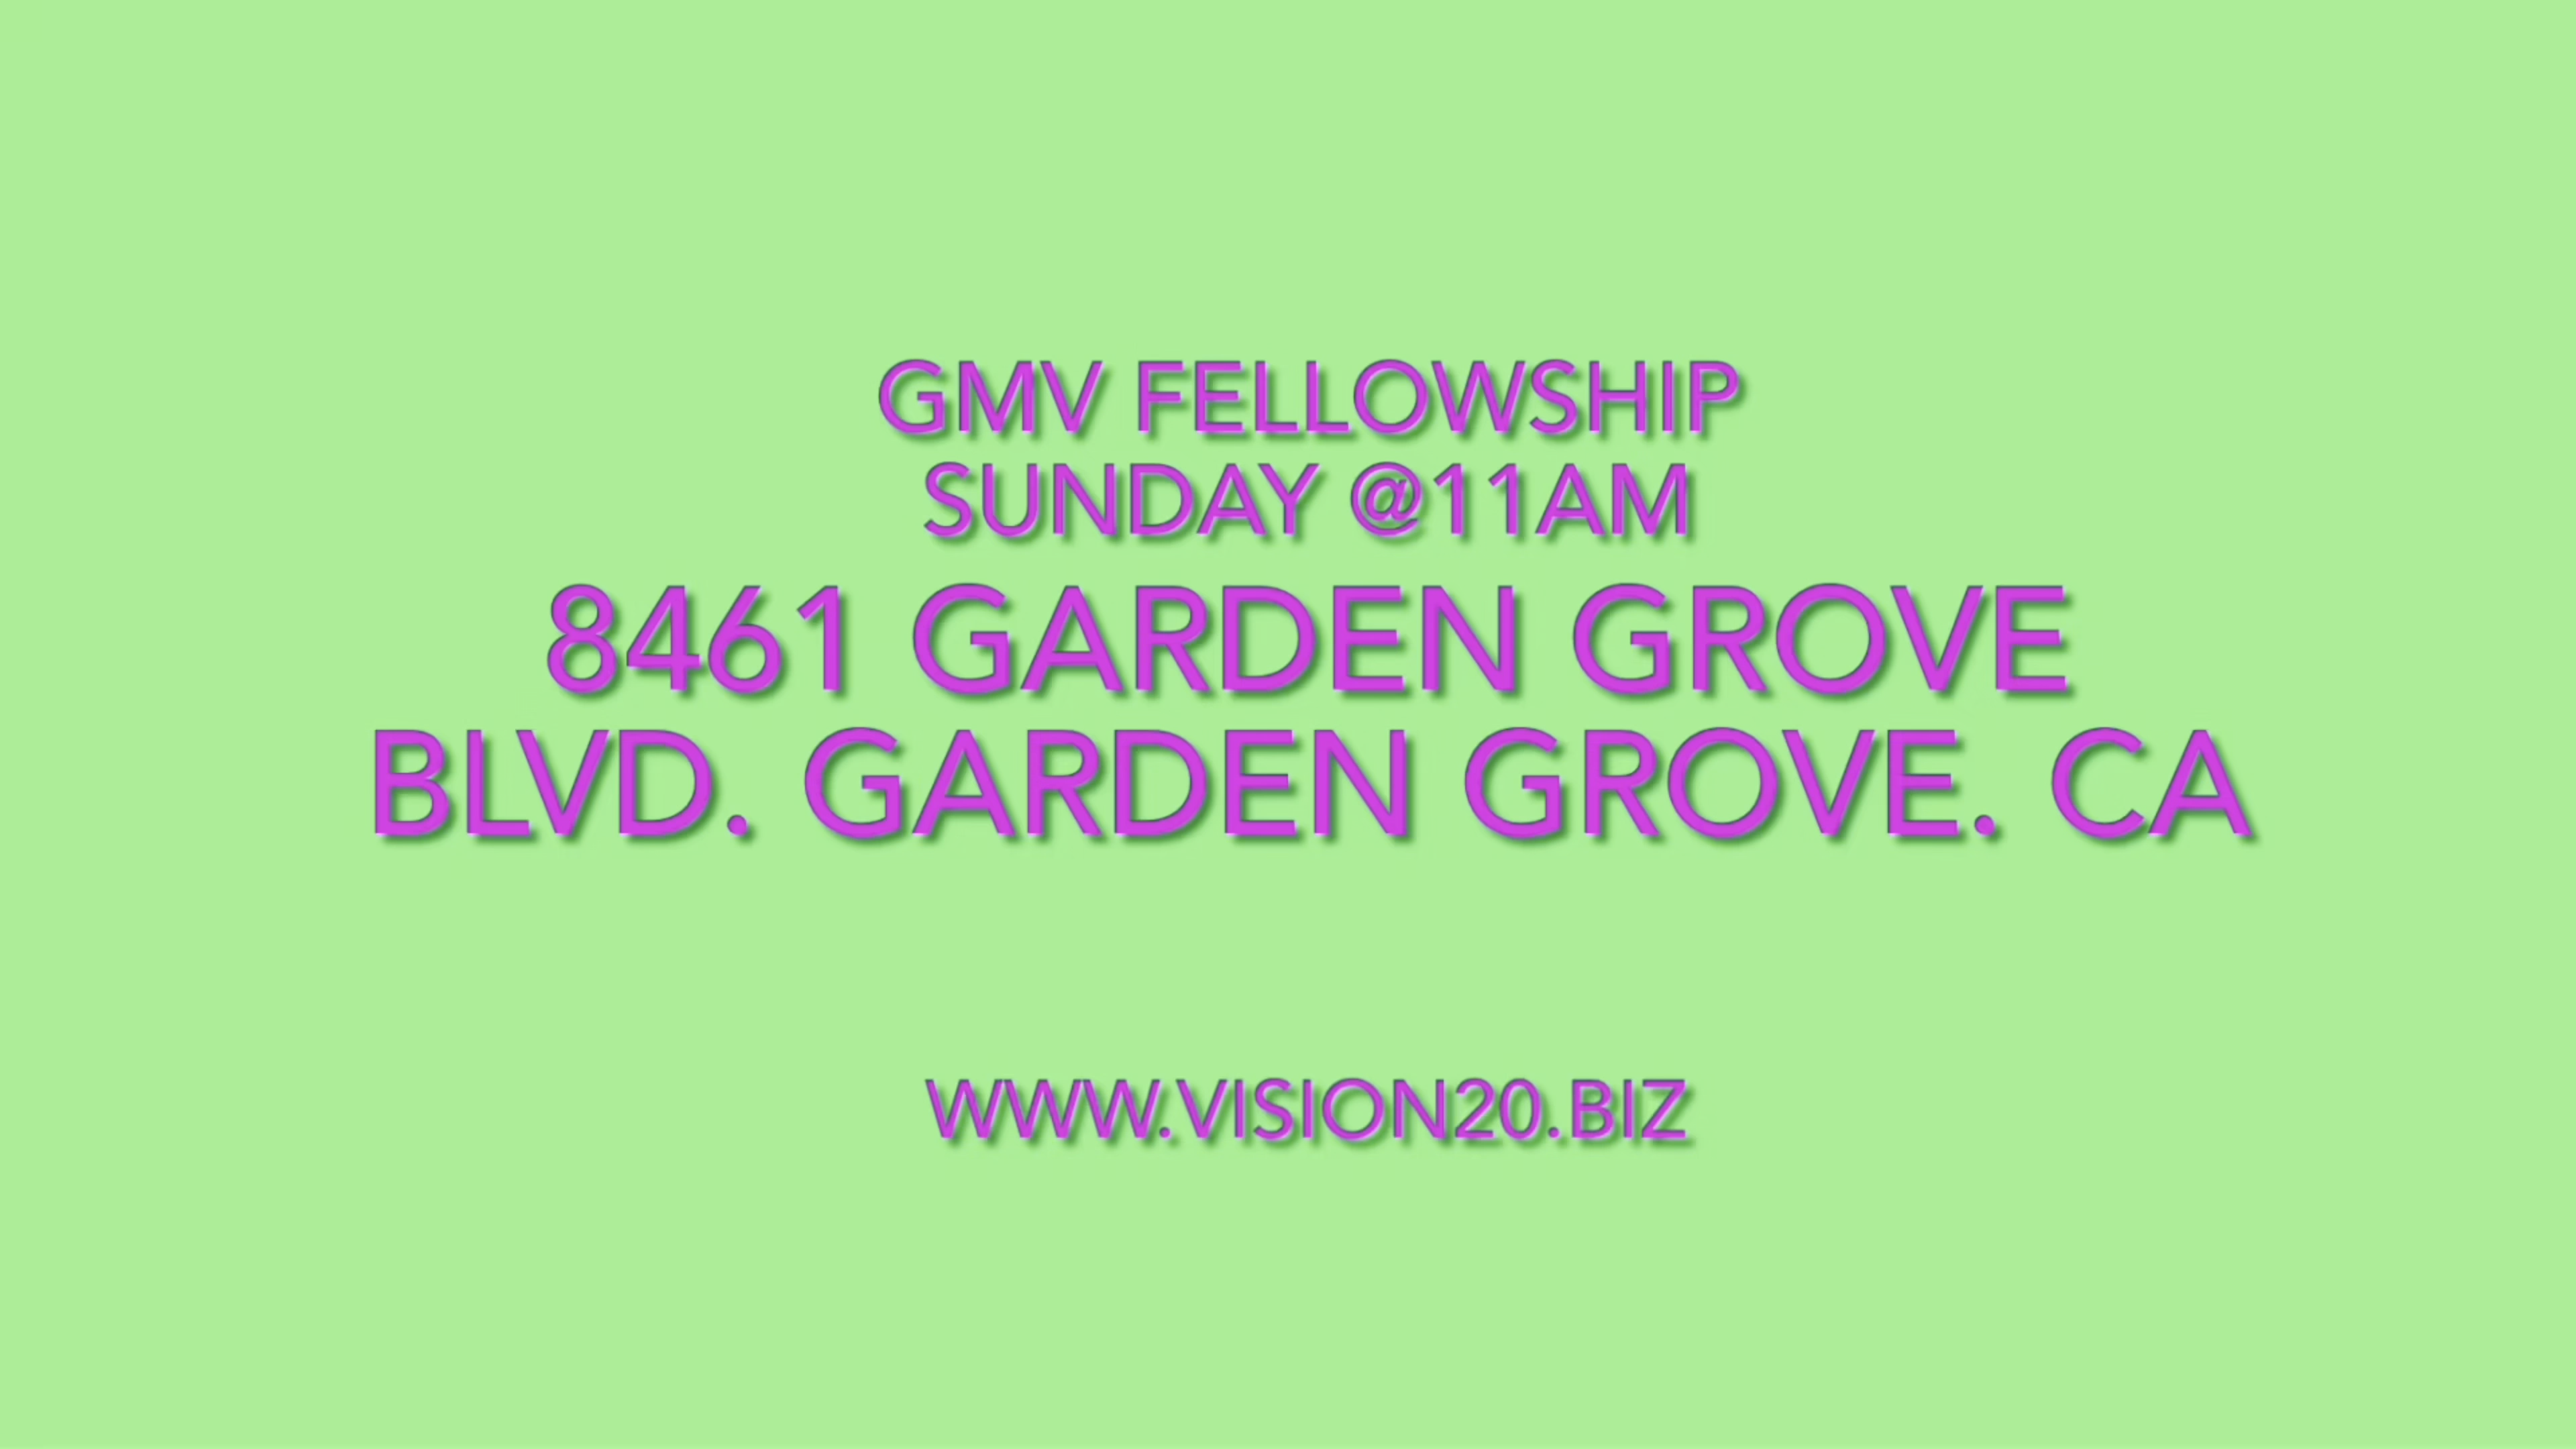 GMV FELLOWSHIP
SUNDAY @11AM
8461 GARDEN GROVE
BLVD. GARDEN GROVE. CA
WWW.VISION20.BIZ